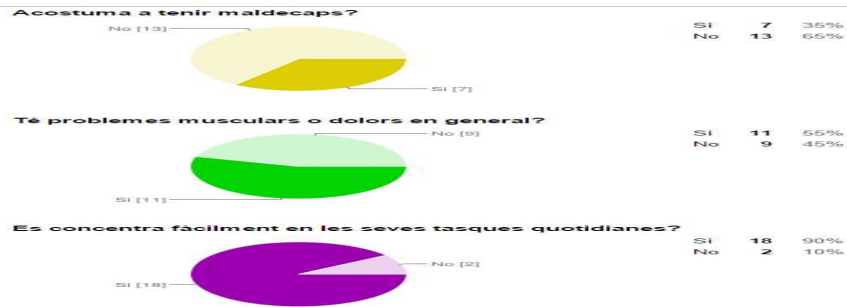 Acostuma a tenir maldecaps?
No [13]
Sí 7 35%
No 13 65%
Sí [7]
Té problemes musculars o dolors en general?
No [9]
Sí 11 55%
No 9 45%
Sí [11]
Es concentra fàcilment en les seves tasques quotidianes?
Sí 18 90%
No 2 10%
No [2]
Sí [18]